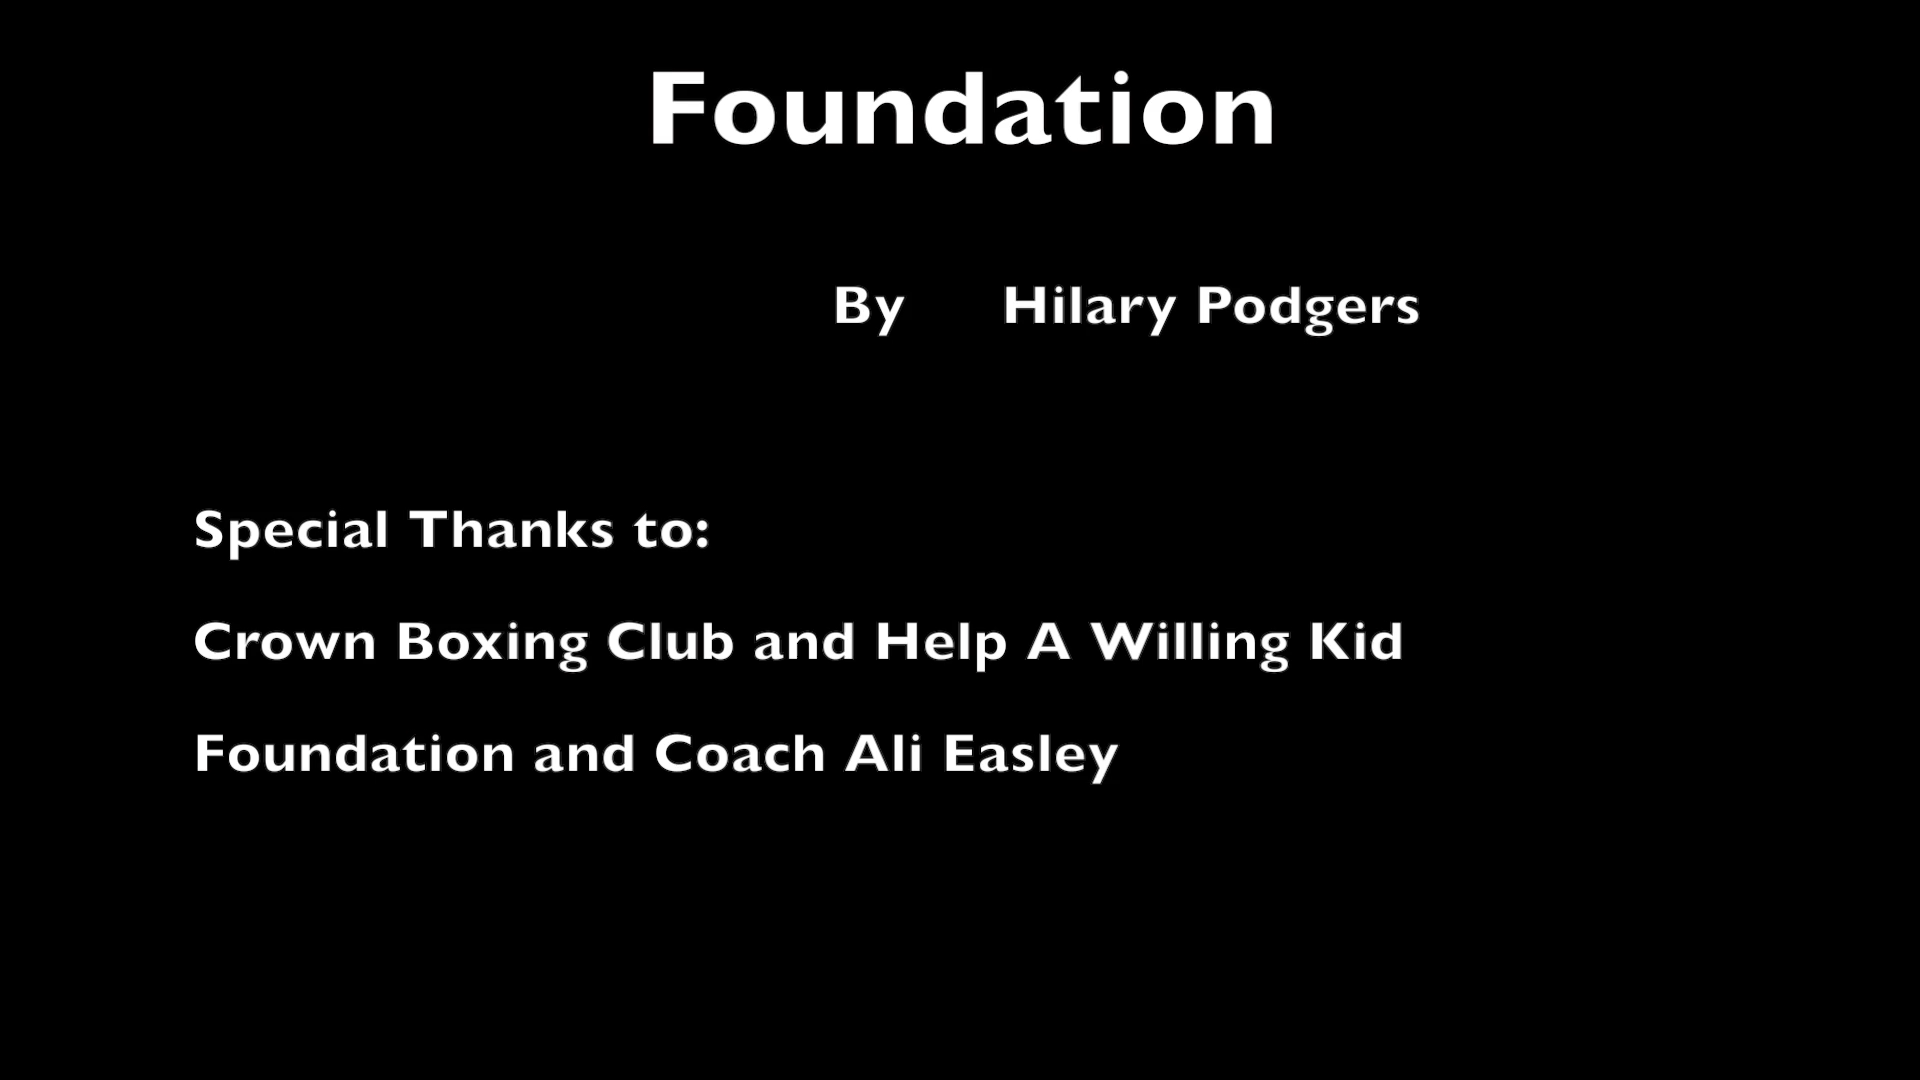 Foundation
By Hilary Podgers
Special Thanks to:
Crown Boxing Club and Help A Willing Kid
Foundation and Coach Ali Easley